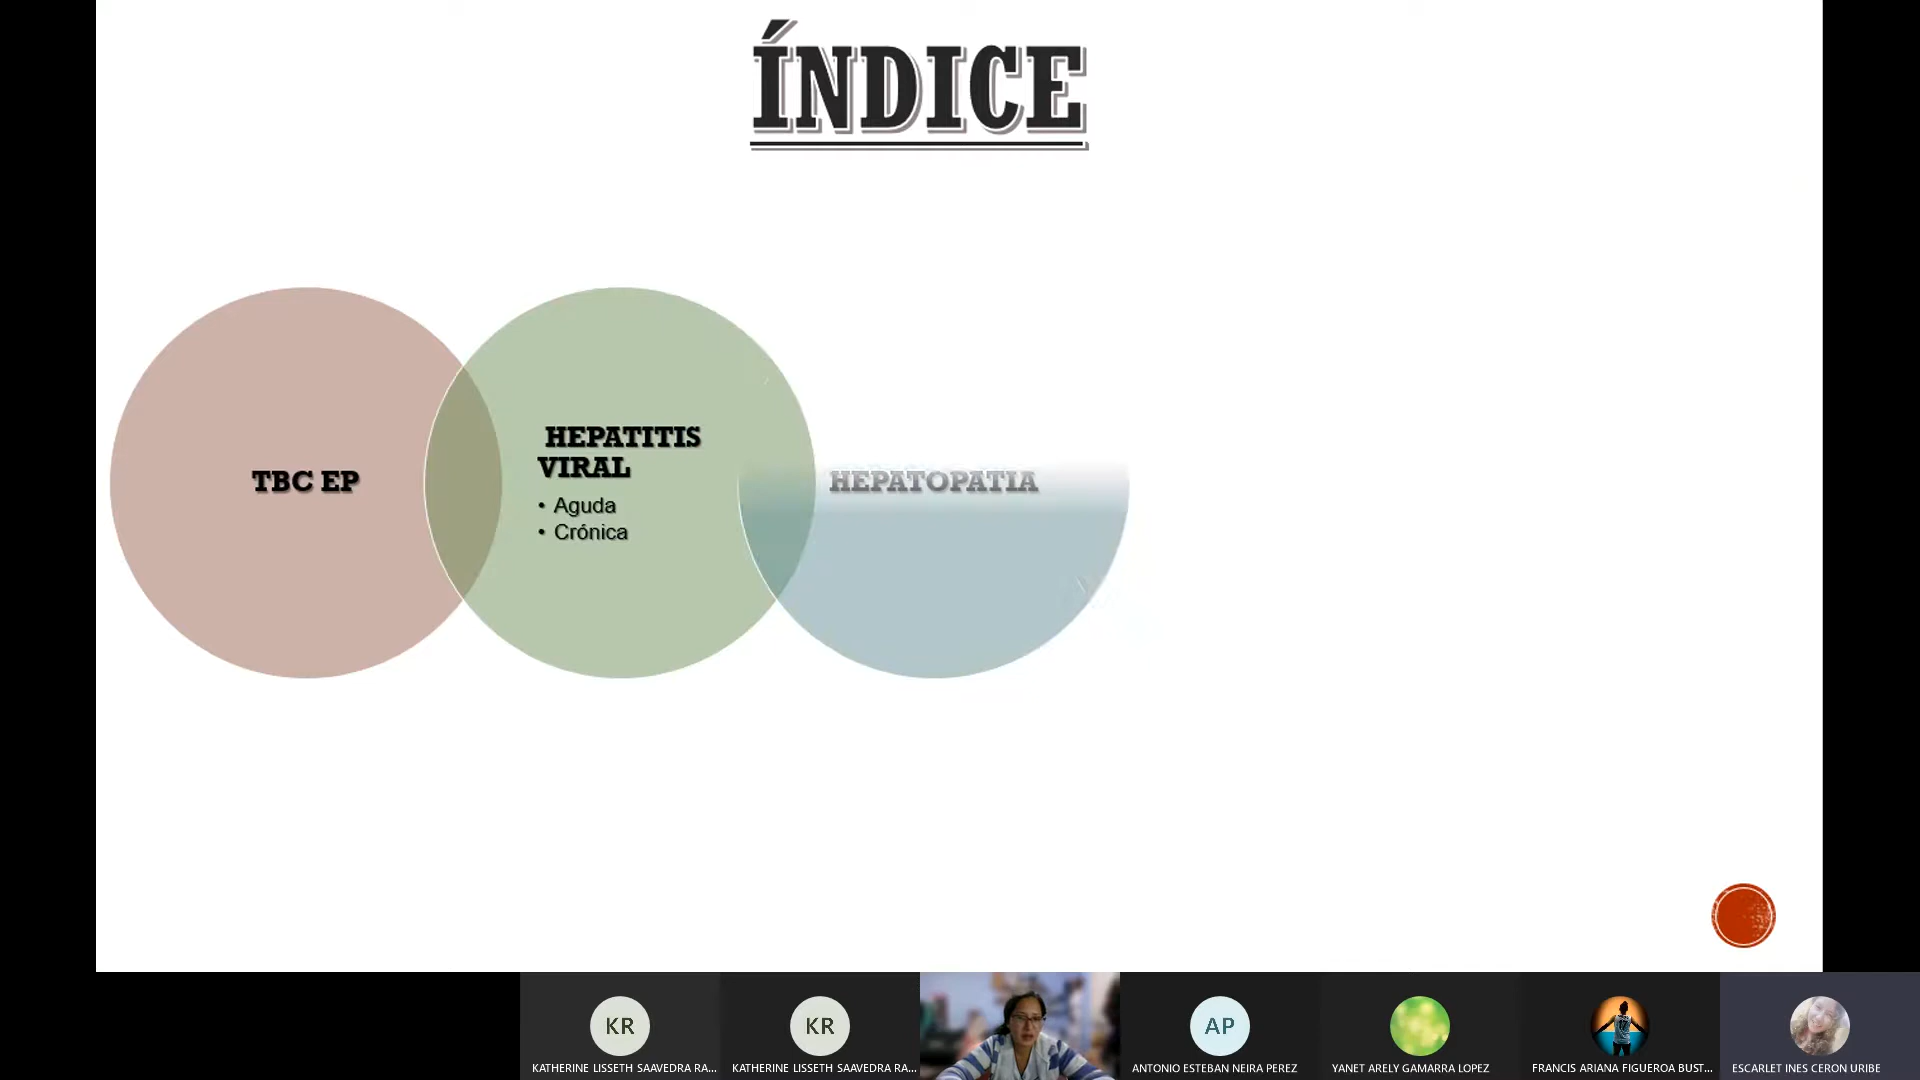 ÍNDICE
TBC EP
HEPATITIS
VIRAL
• Aguda
• Crónica
HEPATOPATIA
KR
KR
AP
KATHERINE LISSETH SAAVEDRA RA...
KATHERINE LISSETH SAAVEDRA RA...
ANTONIO ESTEBAN NEIRA PEREZ
YANET ARELY GAMARRA LOPEZ
FRANCIS ARIANA FIGUEROA BUST...
ESCARLET INES CERON URIBE